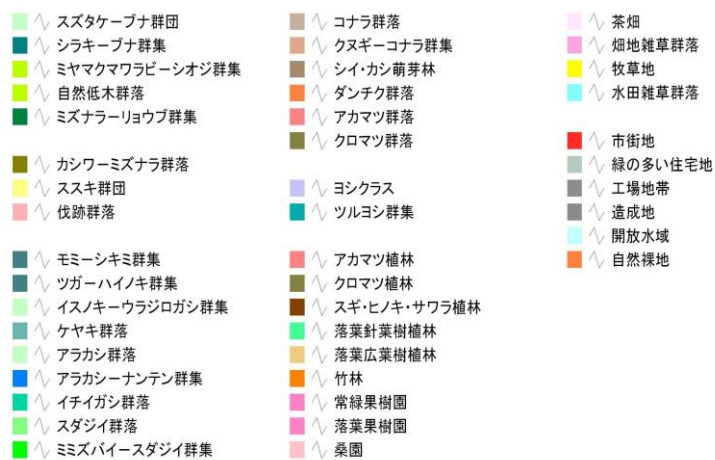 スズタケーブナ群団
シラキーブナ群集
ミヤマクマワラビーシオジ群集
自然低木群落
ミズナラーリョウブ群集
カシワーミズナラ群落
ススキ群団
伐跡群落
モミーシキミ群集
ツガーハイノキ群集
イスノキーウラジロガシ群集
ケヤキ群落
アラカシ群落
アラカシーナンテン群集
イチイガシ群落
スダジイ群落
ミミズバイースダジイ群集
コナラ群落
クヌギーコナラ群集
シイ・カシ萌芽林
ダンチク群落
アカマツ群落
クロマツ群落
ヨシクラス
ツルヨシ群集
アカマツ植林
クロマツ植林
スギ・ヒノキ・サワラ植林
落葉針葉樹植林
落葉広葉樹植林
竹林
常緑果樹園
落葉果樹園
桑園
茶畑
畑地雑草群落
牧草地
水田雑草群落
市街地
緑の多い住宅地
工場地帯
造成地
開放水域
自然裸地